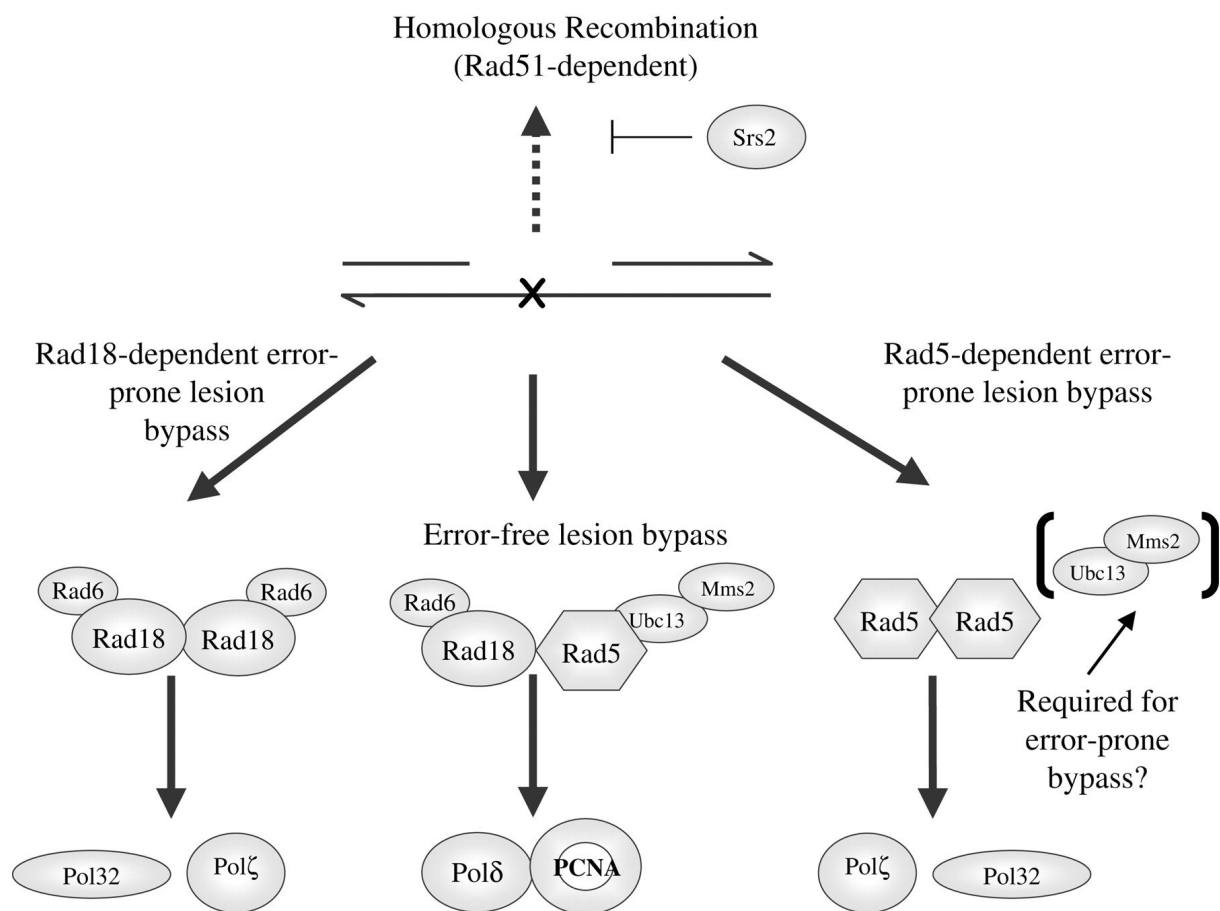 Homologous Recombination
(Rad51-dependent)
Srs2
X
Rad18-dependent error-
prone lesion
bypass
Rad5-dependent error-
prone lesion bypass
Error-free lesion bypass
Rad6
Rad6
Rad18
Rad18
Rad6
Rad18
Rad5
Ubc13
Mms2
Rad5
Rad5
Ubc13
Mms2
Required for
error-prone
bypass?
Pol32
Polζ
Polδ
PCNA
Polζ
Pol32